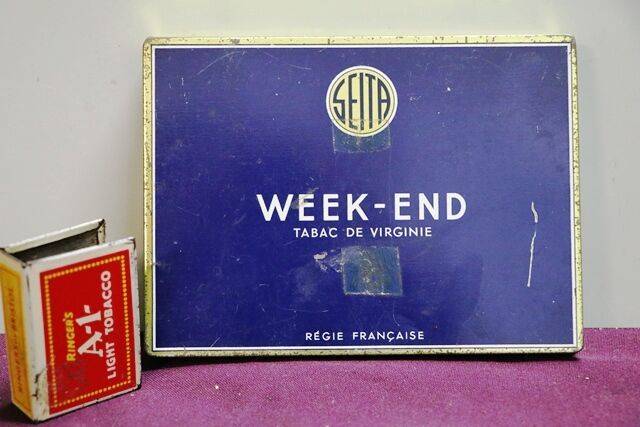 SEITA
WEEK-END
TABAC DE VIRGINIE
RÉGIE FRANÇAISE
RINGER'S
A-1-
LIGHT TOBACCO